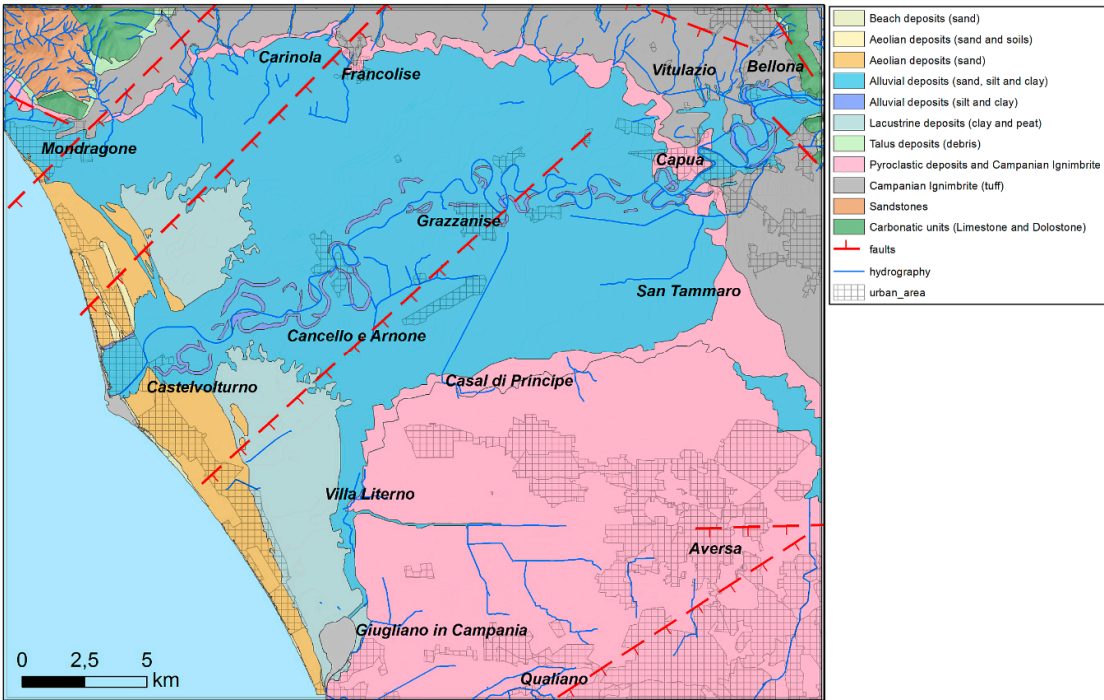 Carinola
Francolise
Vitulazio
Bellona
Mondragone
Capua
Grazzanise
San Tammaro
Cancello e Arnone
Castelvolturno
Casal di Principe
Villa Literno
Aversa
Giugliano in Campania
Qualiano
0 2,5 5
km
Beach deposits (sand)
Aeolian deposits (sand and soils)
Aeolian deposits (sand)
Alluvial deposits (sand, silt and clay)
Alluvial deposits (silt and clay)
Lacustrine deposits (clay and peat)
Talus deposits (debris)
Pyroclastic deposits and Campanian Ignimbrite
Campanian Ignimbrite (tuff)
Sandstones
Carbonatic units (Limestone and Dolostone)
faults
hydrography
urban_area